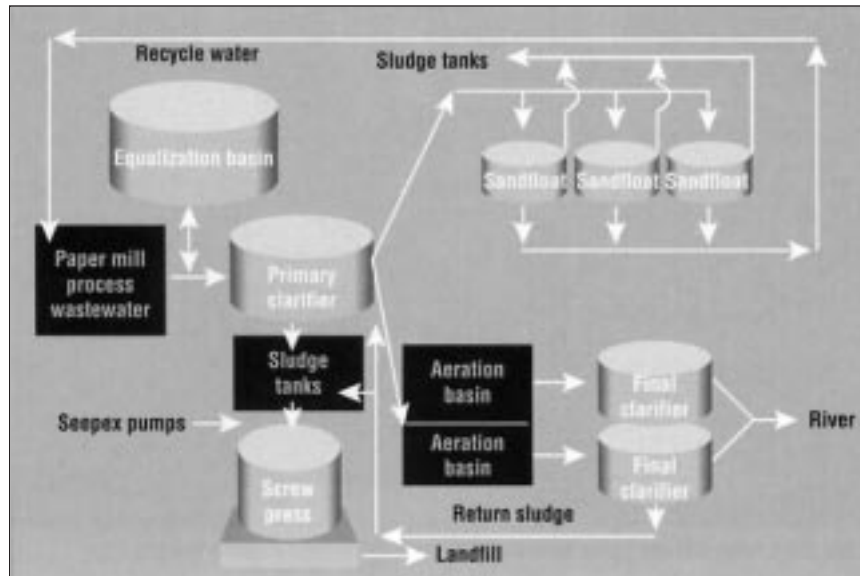 Recycle water
Sludge tanks
Equalization basin
Sandfloat
Sandfloat
Sandfloat
Paper mill
process
wastewater
Primary
clarifier
Sludge
tanks
Aeration
basin
Final
clarifier
River
Seepex pumps
Aeration
basin
Final
clarifier
Screw
press
Return sludge
Landfill